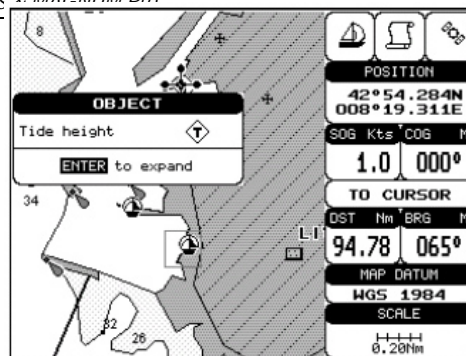 8
OBJECT
Tide height T
ENTER to expand
34
LI
32
26
POSITION
42°54.284N
008°19.311E
SOG Kts COG M
1.0 000°
TO CURSOR
DST Nm BRG M
94.78 065°
MAP DATUM
WGS 1984
SCALE
0.20Nm